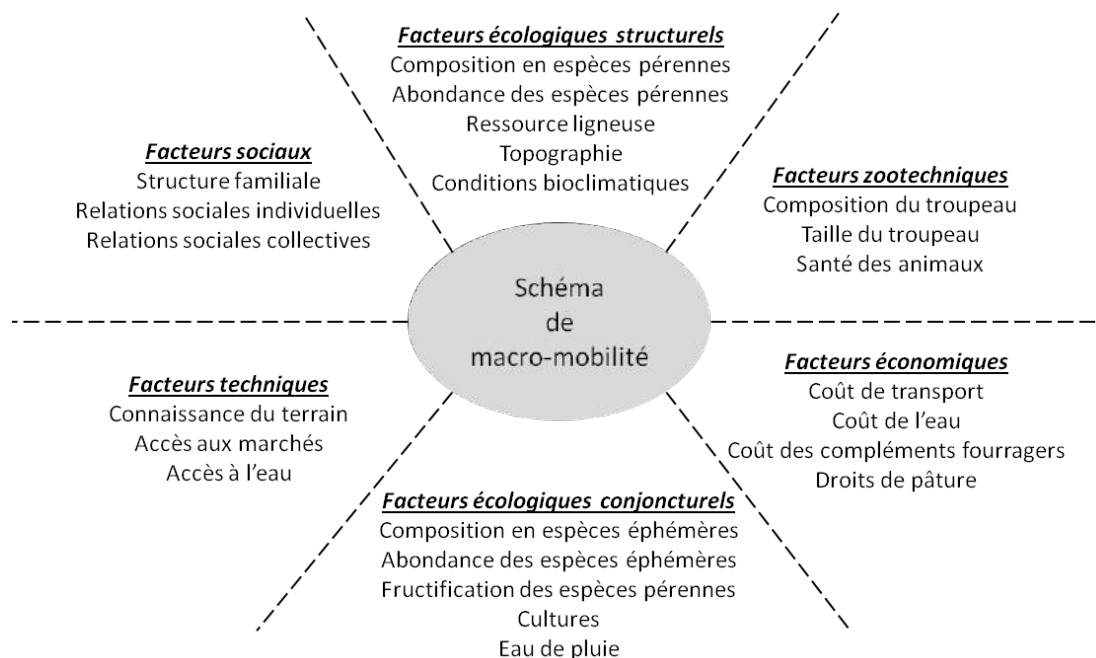 Facteurs écologiques structurels
Composition en espèces pérennes
Abondance des espèces pérennes
Ressource ligneuse
Topographie
Conditions bioclimatiques
Facteurs sociaux
Structure familiale
Relations sociales individuelles
Relations sociales collectives
Facteurs zootechniques
Composition du troupeau
Taille du troupeau
Santé des animaux
Schéma
de
macro-mobilité
Facteurs techniques
Connaissance du terrain
Accès aux marchés
Accès à l'eau
Facteurs économiques
Coût de transport
Coût de l'eau
Coût des compléments fourragers
Droits de pâture
Facteurs écologiques conjoncturels
Composition en espèces éphémères
Abondance des espèces éphémères
Fructification des espèces pérennes
Cultures
Eau de pluie